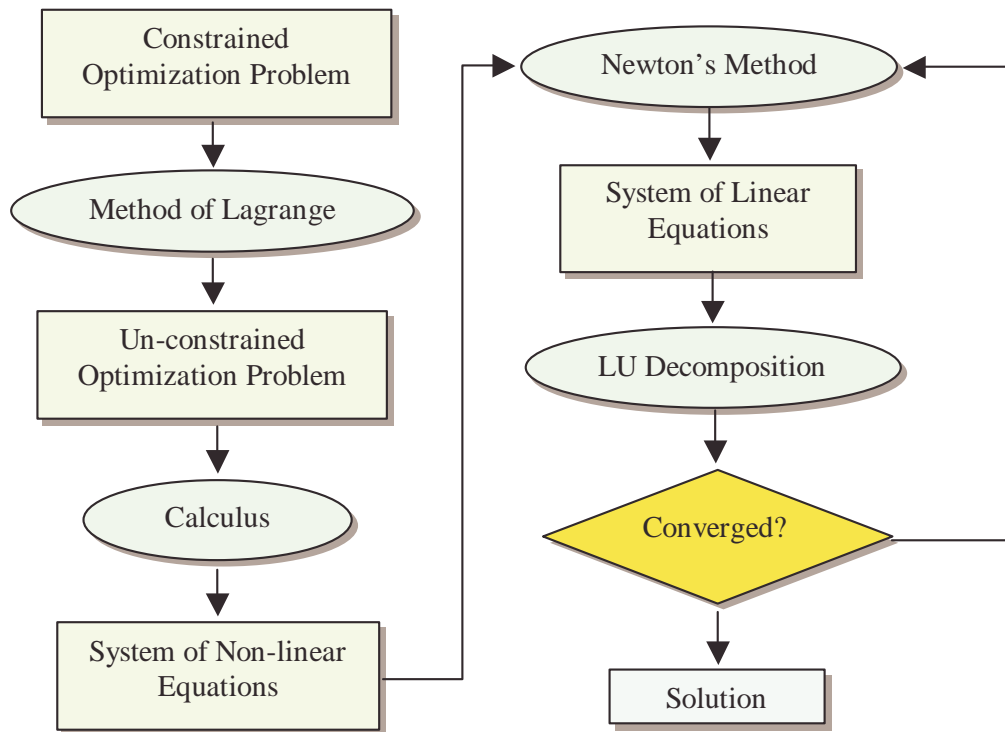 Constrained
Optimization Problem
Method of Lagrange
Un-constrained
Optimization Problem
Calculus
System of Non-linear
Equations
Newton's Method
System of Linear
Equations
LU Decomposition
Converged?
Solution